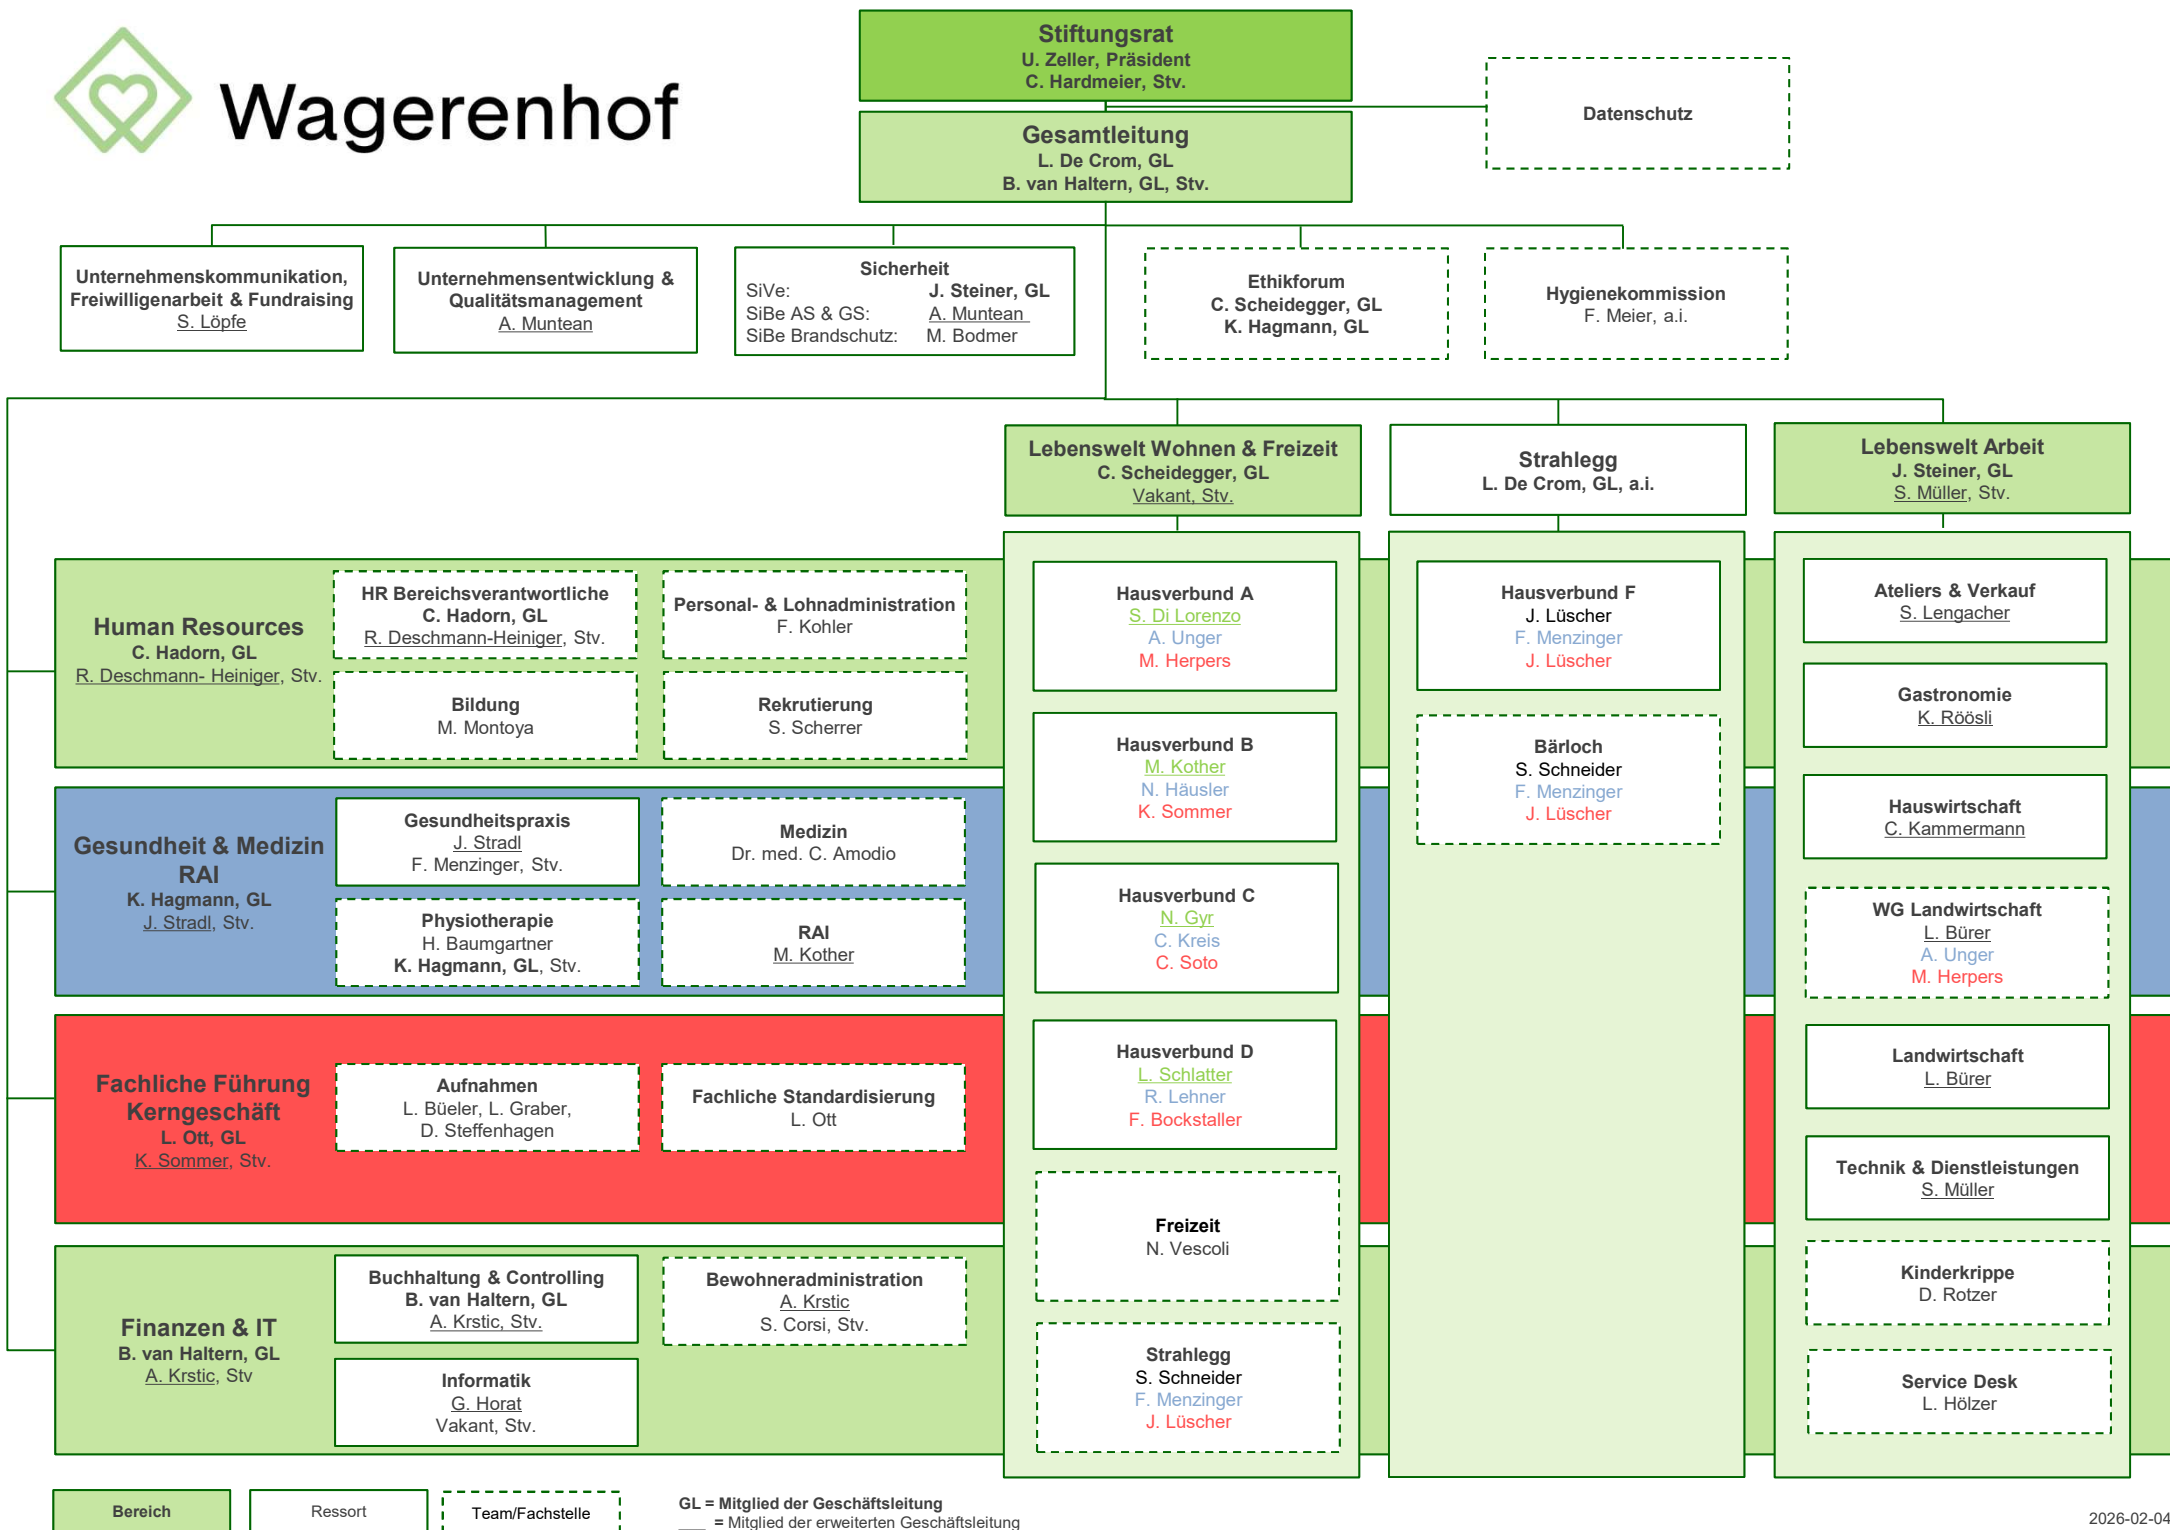 Wagerenhof
Stiftungsrat
U. Zeller, Präsident
C. Hardmeier, Stv.
Datenschutz
Gesamtleitung
L. De Crom, GL
B. van Haltern, GL, Stv.
Unternehmenskommunikation,
Freiwilligenarbeit & Fundraising
S. Löpfe
Unternehmensentwicklung &
Qualitätsmanagement
A. Muntean
Sicherheit
SiVe: J. Steiner, GL
SiBe AS & GS: A. Muntean
SiBe Brandschutz: M. Bodmer
Ethikforum
C. Scheidegger, GL
K. Hagmann, GL
Hygienekommission
F. Meier, a.i.
Lebenswelt Wohnen & Freizeit
C. Scheidegger, GL
Vakant, Stv.
Strahlegg
L. De Crom, GL, a.i.
Lebenswelt Arbeit
J. Steiner, GL
S. Müller, Stv.
Human Resources
C. Hadorn, GL
R. Deschmann- Heiniger, Stv.
HR Bereichsverantwortliche
C. Hadorn, GL
R. Deschmann-Heiniger, Stv.
Personal- & Lohnadministration
F. Kohler
Bildung
M. Montoya
Rekrutierung
S. Scherrer
Gesundheit & Medizin
RAI
K. Hagmann, GL
J. Stradl, Stv.
Gesundheitspraxis
J. Stradl
F. Menzinger, Stv.
Medizin
Dr. med. C. Amodio
Physiotherapie
H. Baumgartner
K. Hagmann, GL, Stv.
RAI
M. Kother
Fachliche Führung
Kerngeschäft
L. Ott, GL
K. Sommer, Stv.
Aufnahmen
L. Büeler, L. Graber,
D. Steffenhagen
Fachliche Standardisierung
L. Ott
Finanzen & IT
B. van Haltern, GL
A. Krstic, Stv
Buchhaltung & Controlling
B. van Haltern, GL
A. Krstic, Stv.
Bewohneradministration
A. Krstic
S. Corsi, Stv.
Informatik
G. Horat
Vakant, Stv.
Hausverbund A
S. Di Lorenzo
A. Unger
M. Herpers
Hausverbund B
M. Kother
N. Häusler
K. Sommer
Hausverbund C
N. Gyr
C. Kreis
C. Soto
Hausverbund D
L. Schlatter
R. Lehner
F. Bockstaller
Freizeit
N. Vescoli
Strahlegg
S. Schneider
F. Menzinger
J. Lüscher
Hausverbund F
J. Lüscher
F. Menzinger
J. Lüscher
Bärloch
S. Schneider
F. Menzinger
J. Lüscher
Ateliers & Verkauf
S. Lengacher
Gastronomie
K. Röösli
Hauswirtschaft
C. Kammermann
WG Landwirtschaft
L. Bürer
A. Unger
M. Herpers
Landwirtschaft
L. Bürer
Technik & Dienstleistungen
S. Müller
Kinderkrippe
D. Rotzer
Service Desk
L. Hölzer
Bereich
Ressort
Team/Fachstelle
GL = Mitglied der Geschäftsleitung
___ = Mitglied der erweiterten Geschäftsleitung
2026-02-04